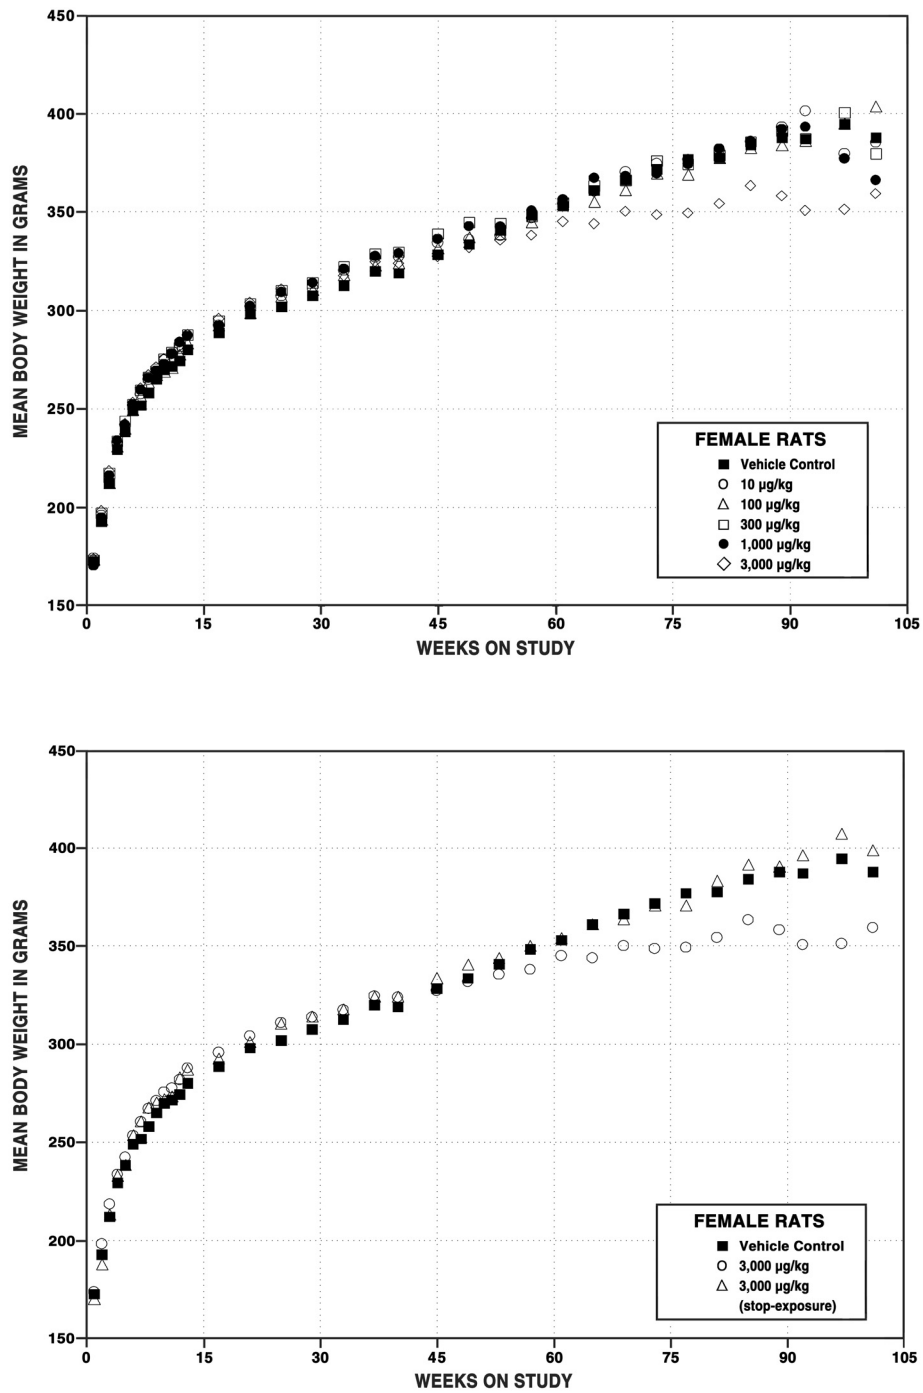 450
400
350
300
250
200
150
MEAN BODY WEIGHT IN GRAMS
FEMALE RATS
Vehicle Control
10 µg/kg
100 µg/kg
300 µg/kg
1,000 µg/kg
3,000 µg/kg
0 15 30 45 60 75 90 105
WEEKS ON STUDY
450
400
350
300
250
200
150
MEAN BODY WEIGHT IN GRAMS
FEMALE RATS
Vehicle Control
3,000 µg/kg
3,000 µg/kg
(stop-exposure)
0 15 30 45 60 75 90 105
WEEKS ON STUDY